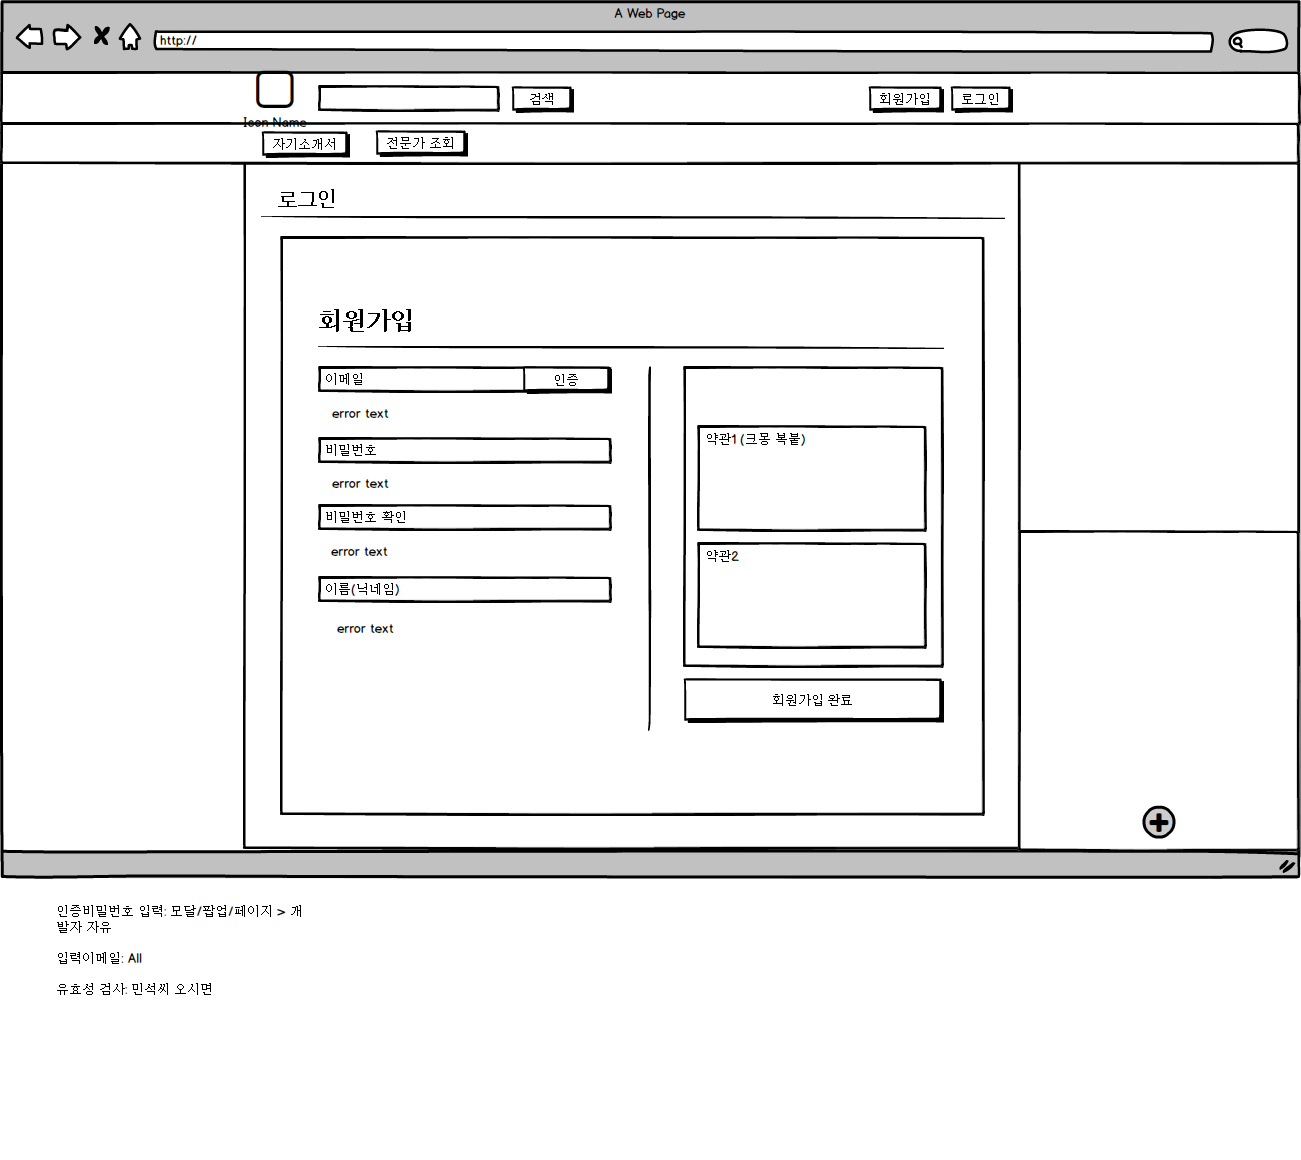 A Web Page
http://
검색
회원가입
로그인
Icon Name
자기소개서
전문가 조회
로그인
회원가입
이메일
인증
error text
비밀번호
error text
비밀번호 확인
error text
이름(닉네임)
error text
약관1 (크몽 복붙)
약관2
회원가입 완료
인증비밀번호 입력: 모달/팝업/페이지 > 개
발자 자유
입력이메일: All
유효성 검사: 민석씨 오시면